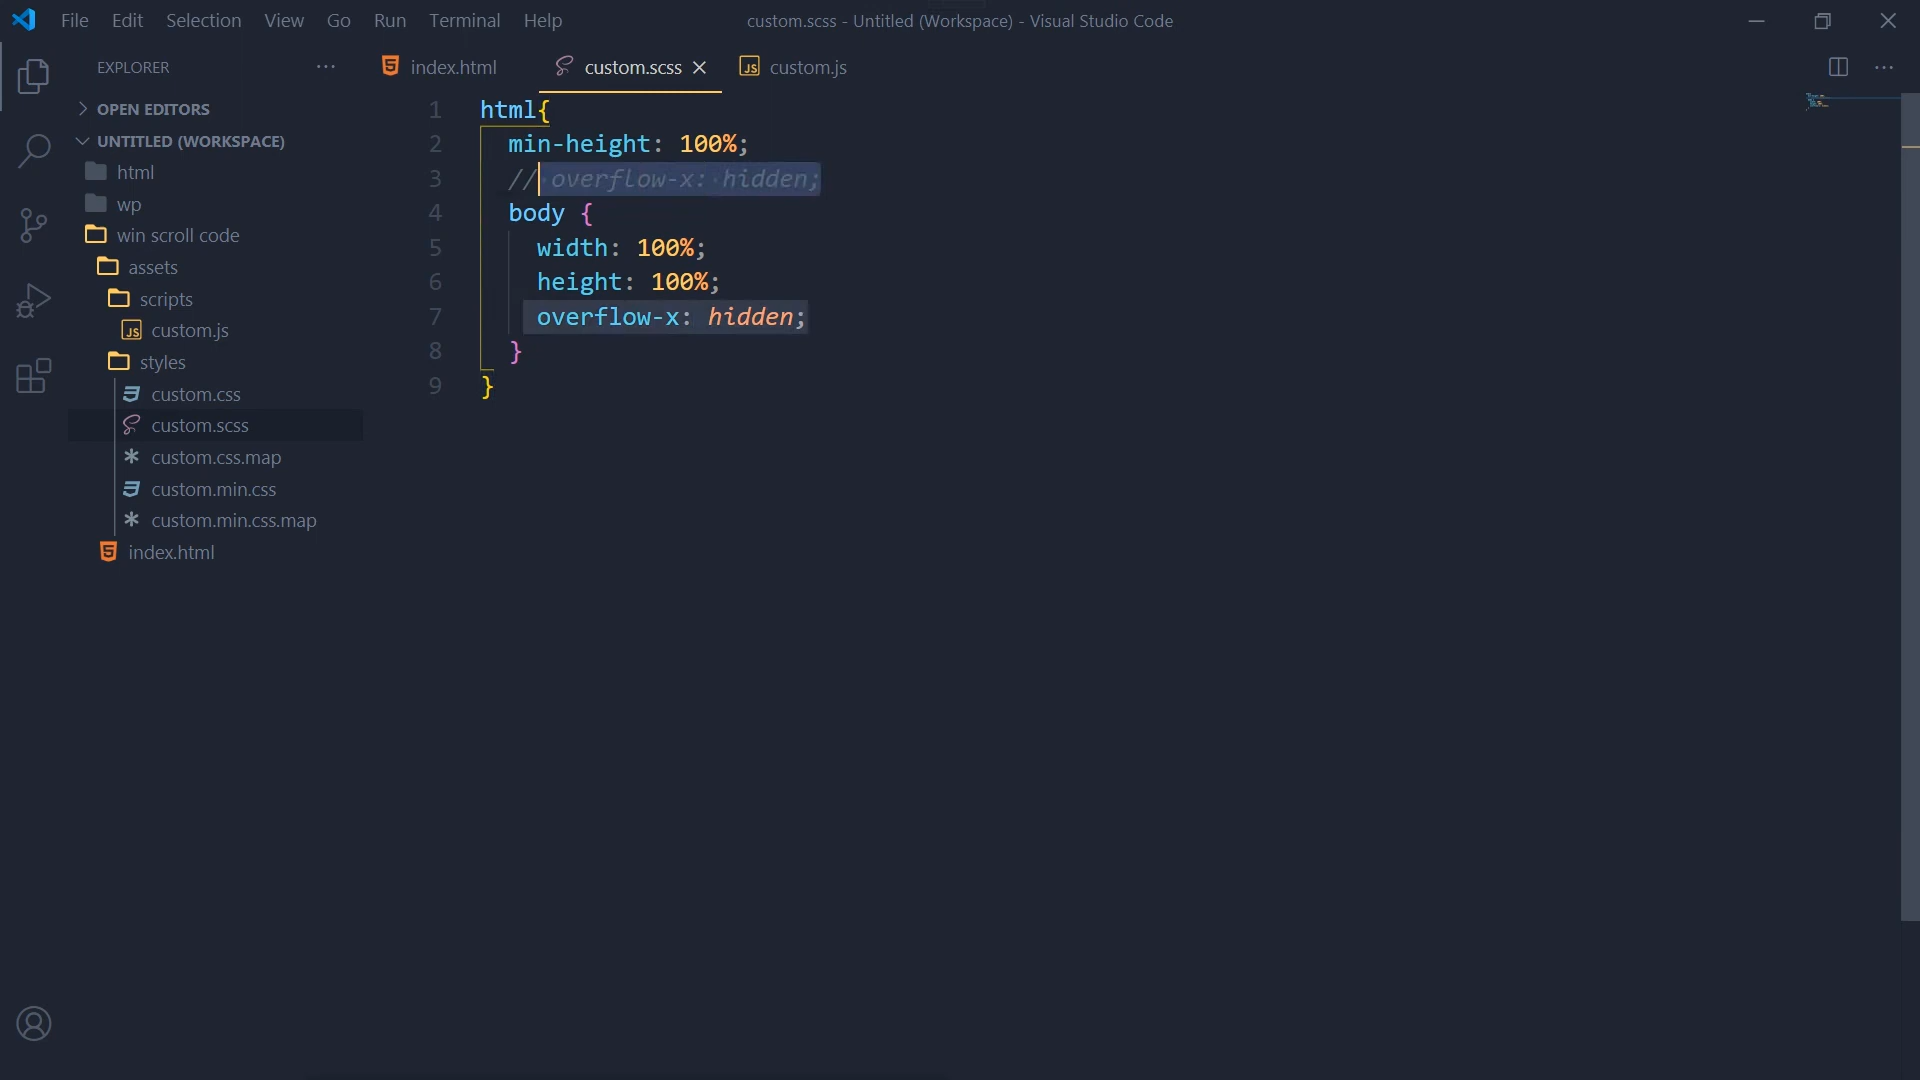 File Edit Selection View Go Run Terminal Help
custom.scss - Untitled (Workspace) - Visual Studio Code
EXPLORER
index.html
custom.scss
custom.js
OPEN EDITORS
UNTITLED (WORKSPACE)
html
wp
win scroll code
assets
scripts
JS custom.js
styles
custom.css
custom.scss
custom.css.map
custom.min.css
custom.min.css.map
index.html
1 html{
2 min-height: 100%;
3 // overflow-x: hidden;
4 body {
5 width: 100%;
6 height: 100%;
7 overflow-x: hidden;
8 }
9 }